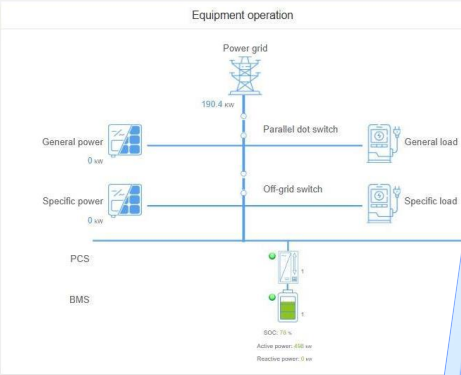 Equipment operation
Power grid
190.4 KW
Parallel dot switch
General power
General load
0 KW
Off-grid switch
Specific power
Specific load
0 KW
PCS
1
BMS
1
SOC: 79 %
Active power: 498 KW
Reactive power: 0 KW